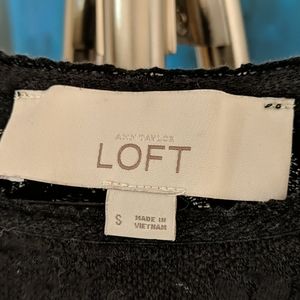 ANN TAYLOR
LOFT
S
MADE IN
VIETNAM